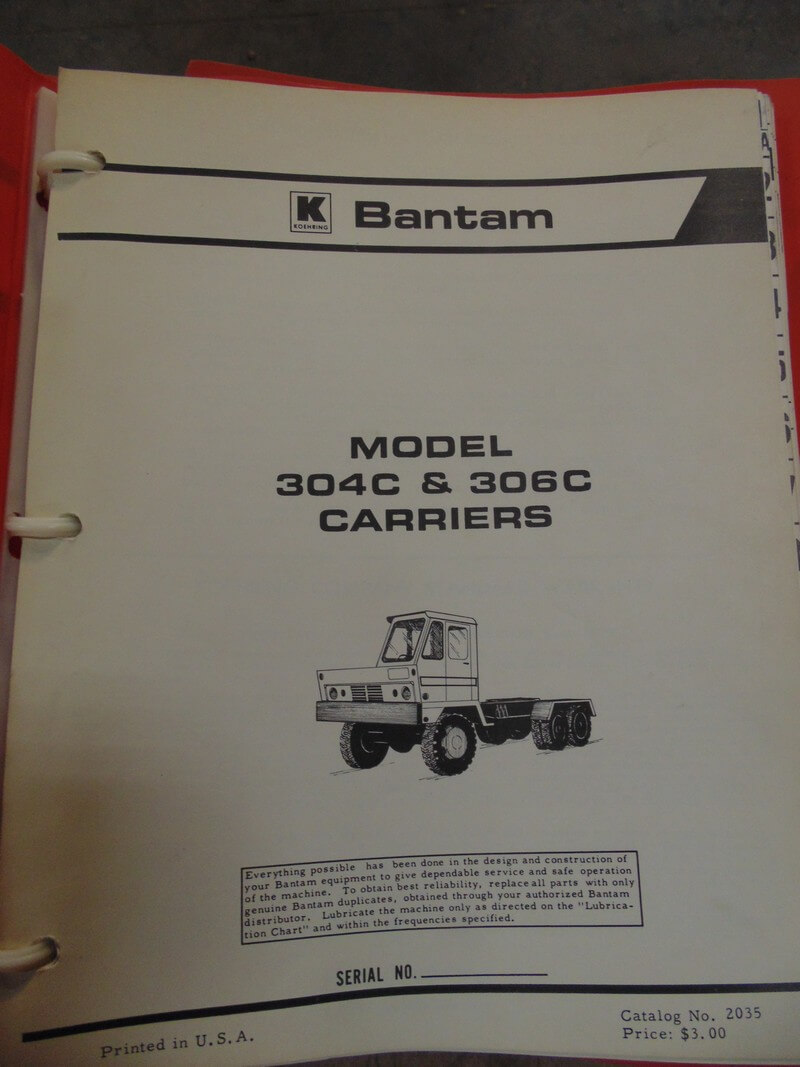 K
KOEHRING
Bantam
MODEL
304C & 306C
CARRIERS
Everything possible has been done in the design and construction of
your Bantam equipment to give dependable service and safe operation
of the machine. To obtain best reliability, replace all parts with only
genuine Bantam duplicates, obtained through your authorized Bantam
distributor. Lubricate the machine only as directed on the "Lubrica-
tion Chart" and within the frequencies specified.
SERIAL NO.
Printed in U.S.A.
Catalog No. 2035
Price: $3.00